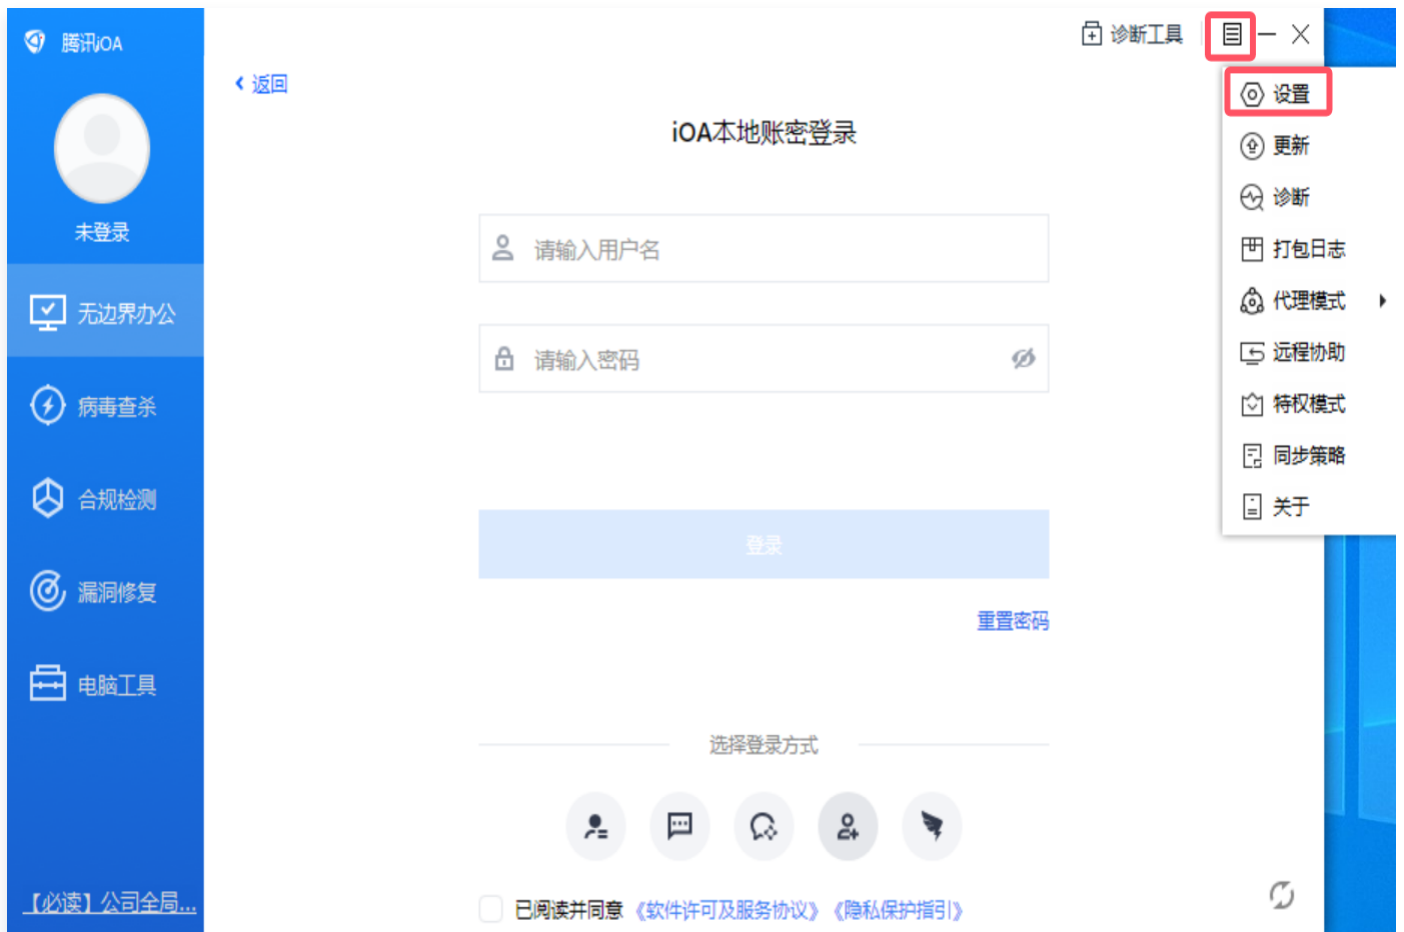 腾讯iOA
诊断工具
返回
设置
iOA本地账密登录
更新
诊断
未登录
请输入用户名
打包日志
无边界办公
代理模式
请输入密码
远程协助
病毒查杀
特权模式
同步策略
合规检测
关于
登录
漏洞修复
重置密码
电脑工具
选择登录方式
【必读】公司全局...
已阅读并同意 《软件许可及服务协议》 《隐私保护指引》